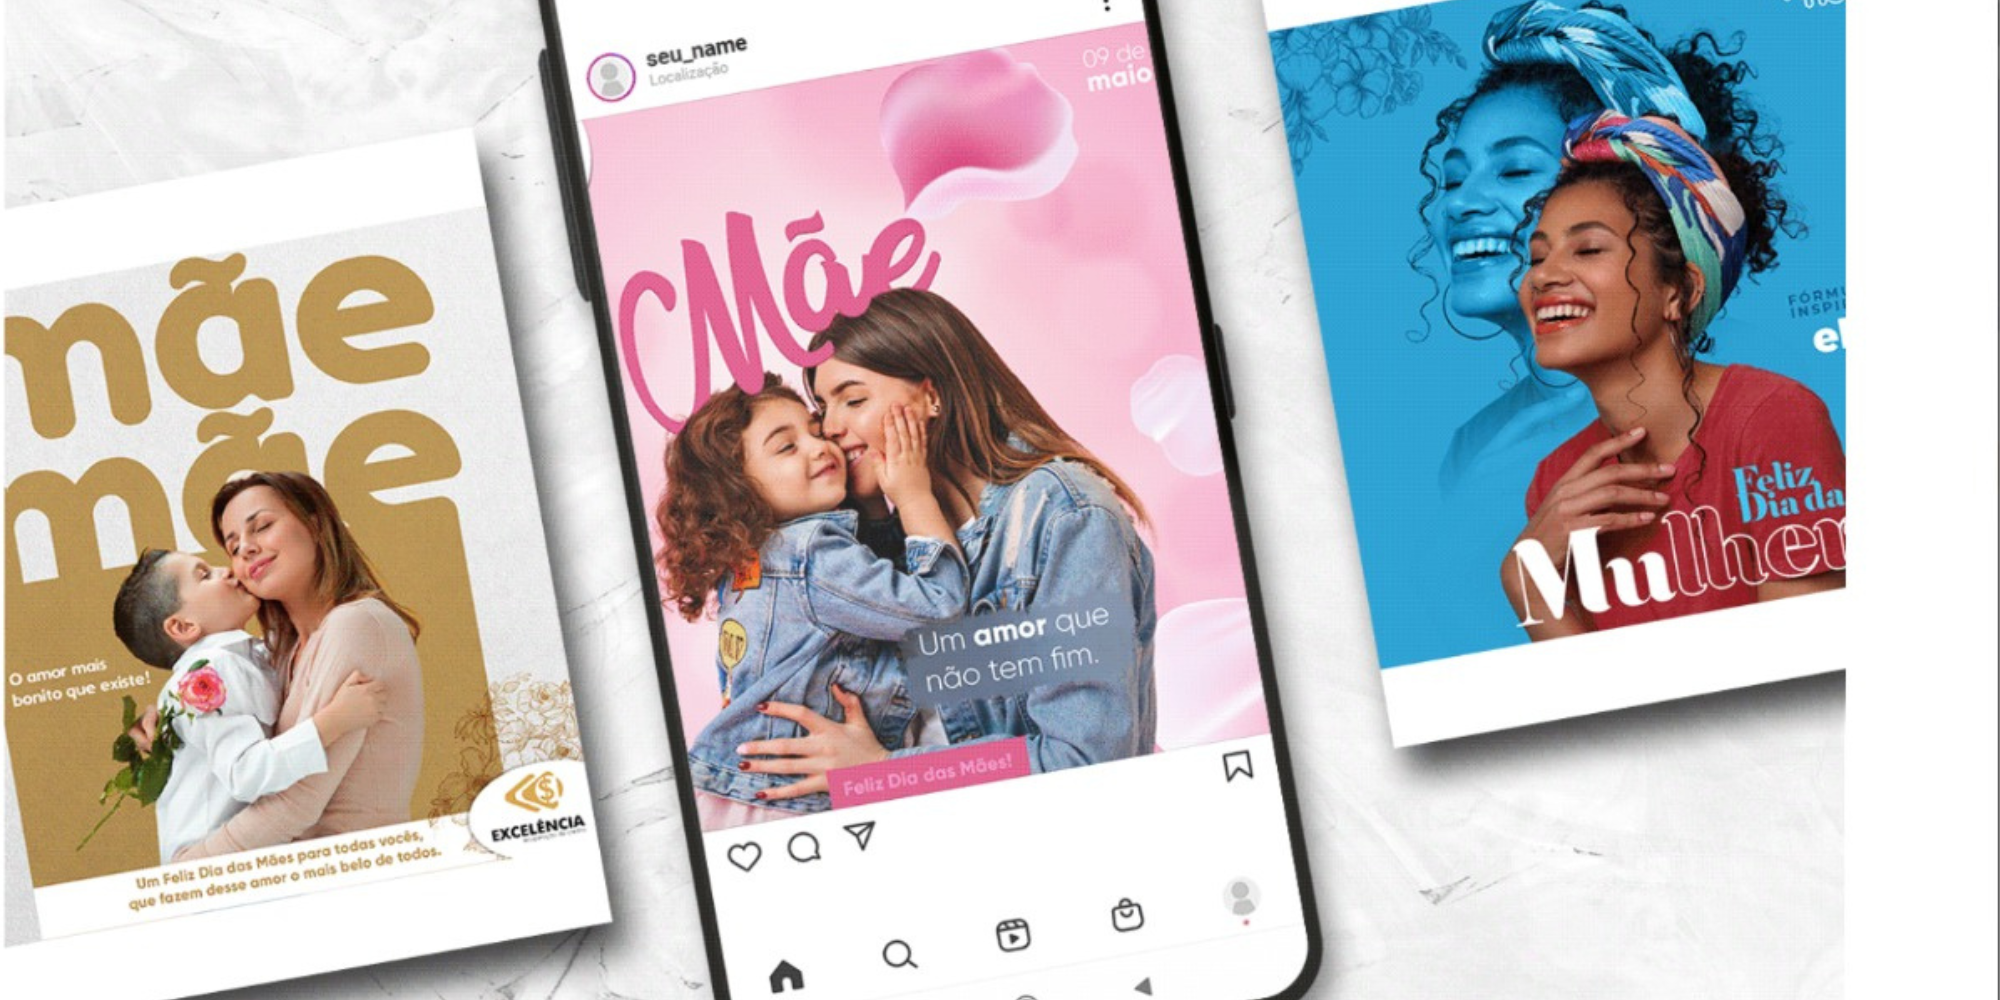 mãe
mãe
O amor mais
bonito que existe!
Um Feliz Dia das Mães para todas vocês,
que fazem desse amor o mais belo de todos.
EXCELÊNCIA
seu_name
Localização
09 de
maio
Mãe
Um amor que
não tem fim.
Feliz Dia das Mães!
Feliz
Dia da
Mulher